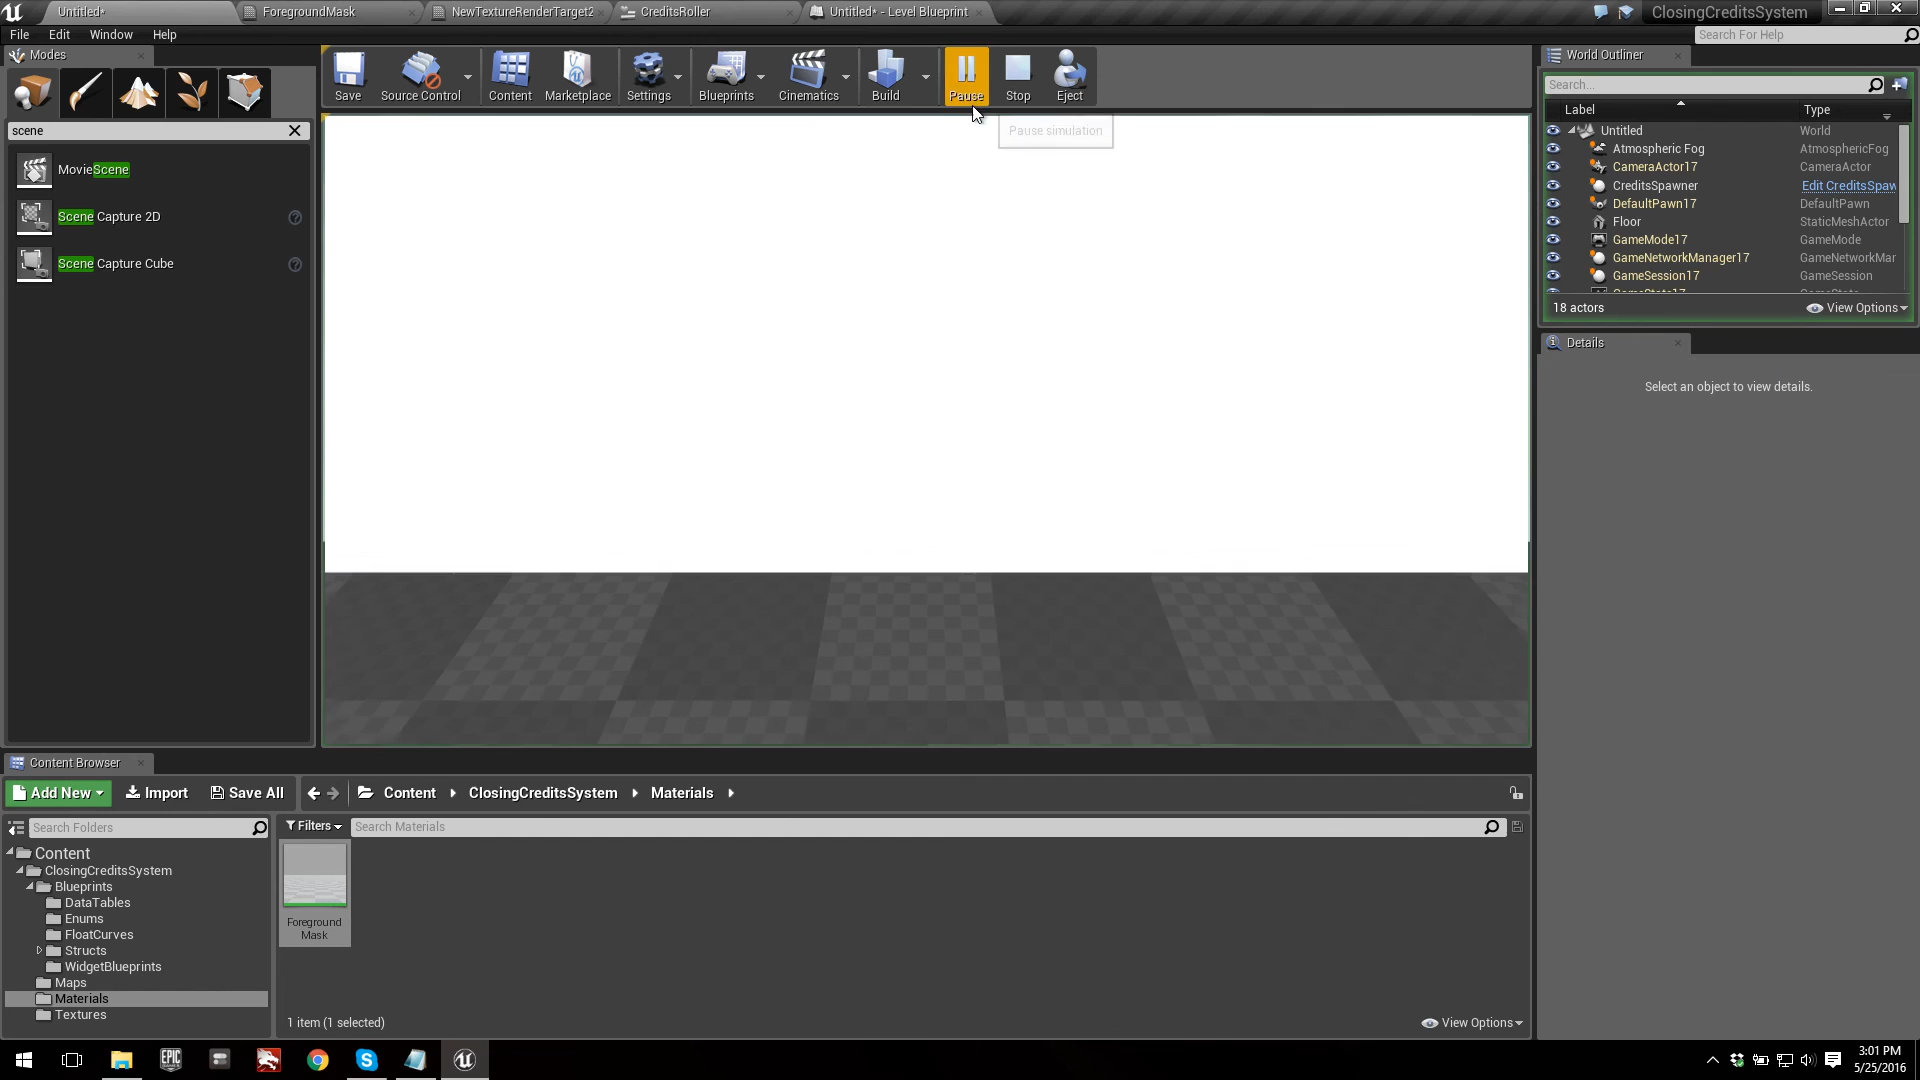 Untitled*
ForegroundMask
NewTextureRenderTarget2
CreditsRoller
Untitled* - Level Blueprint
ClosingCreditsSystem
File Edit Window Help
Search For Help
Modes
Save
Source Control
Content
Marketplace
Settings
Blueprints
Cinematics
Build
Pause
Stop
Eject
World Outliner
Search...
Label Type
scene
Pause simulation
MovieScene
Scene Capture 2D
Scene Capture Cube
Untitled World
Atmospheric Fog AtmosphericFog
CameraActor17 CameraActor
CreditsSpawner Edit CreditsSpaw
DefaultPawn17 DefaultPawn
Floor StaticMeshActor
GameMode17 GameMode
GameNetworkManager17 GameNetworkMar
GameSession17 GameSession
18 actors View Options
Details
Select an object to view details.
Content Browser
Add New Import Save All Content ClosingCreditsSystem Materials
Search Folders
Filters Search Materials
Content
ClosingCreditsSystem
Blueprints
DataTables
Enums
FloatCurves
Structs
WidgetBlueprints
Maps
Materials
Textures
Foreground
Mask
1 item (1 selected) View Options
EPIC
3:01 PM
5/25/2016